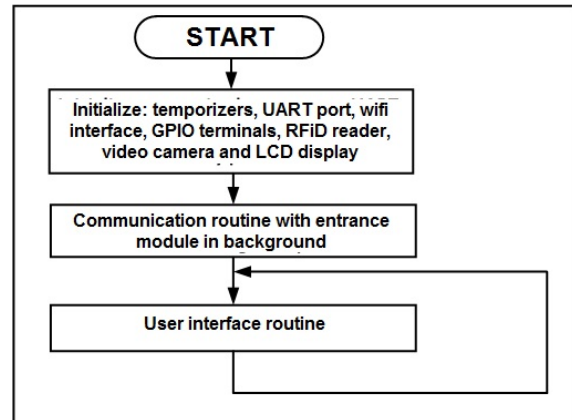 START
Initialize: temporizers, UART port, wifi
interface, GPIO terminals, RFiD reader,
video camera and LCD display
Communication routine with entrance
module in background
User interface routine